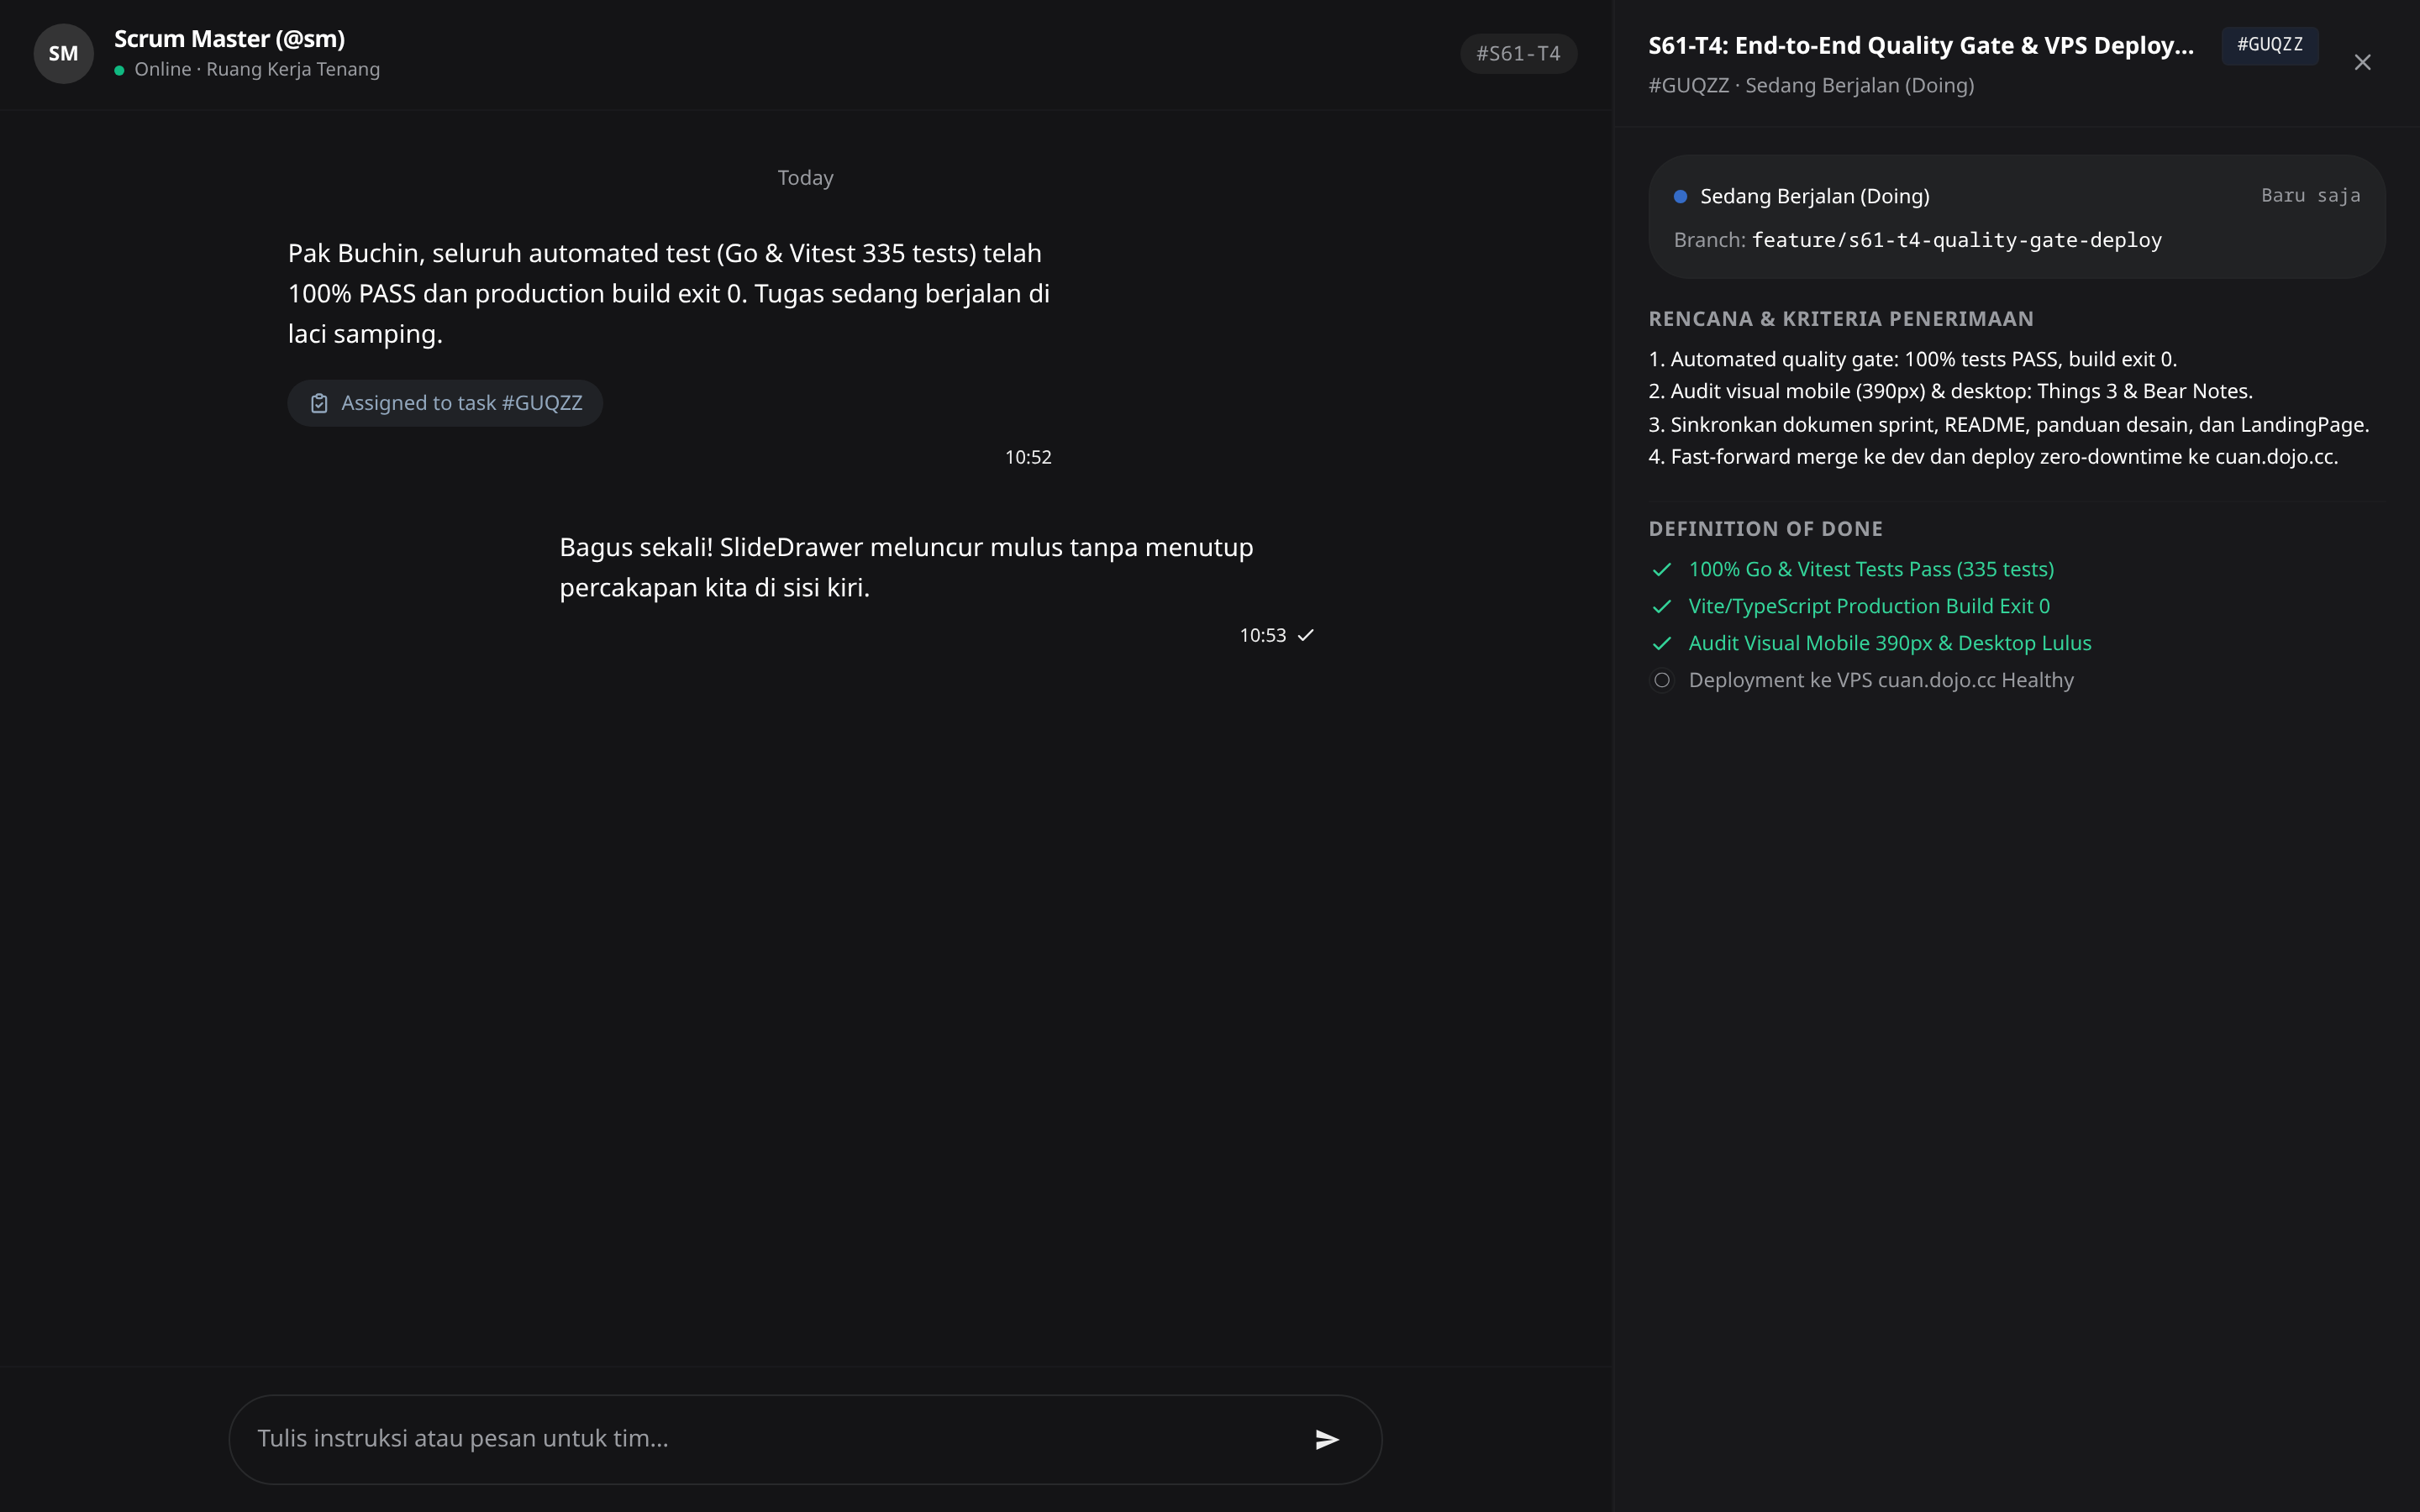 SM
Scrum Master (@sm)
Online · Ruang Kerja Tenang
#S61-T4
Today
Pak Buchin, seluruh automated test (Go & Vitest 335 tests) telah
100% PASS dan production build exit 0. Tugas sedang berjalan di
laci samping.
Assigned to task #GUQZZ
10:52
Bagus sekali! SlideDrawer meluncur mulus tanpa menutup
percakapan kita di sisi kiri.
10:53
Tulis instruksi atau pesan untuk tim...
S61-T4: End-to-End Quality Gate & VPS Deploy...
#GUQZZ
#GUQZZ · Sedang Berjalan (Doing)
Sedang Berjalan (Doing)
Baru saja
Branch: feature/s61-t4-quality-gate-deploy
RENCANA & KRITERIA PENERIMAAN
1. Automated quality gate: 100% tests PASS, build exit 0.
2. Audit visual mobile (390px) & desktop: Things 3 & Bear Notes.
3. Sinkronkan dokumen sprint, README, panduan desain, dan LandingPage.
4. Fast-forward merge ke dev dan deploy zero-downtime ke cuan.dojo.cc.
DEFINITION OF DONE
100% Go & Vitest Tests Pass (335 tests)
Vite/TypeScript Production Build Exit 0
Audit Visual Mobile 390px & Desktop Lulus
Deployment ke VPS cuan.dojo.cc Healthy